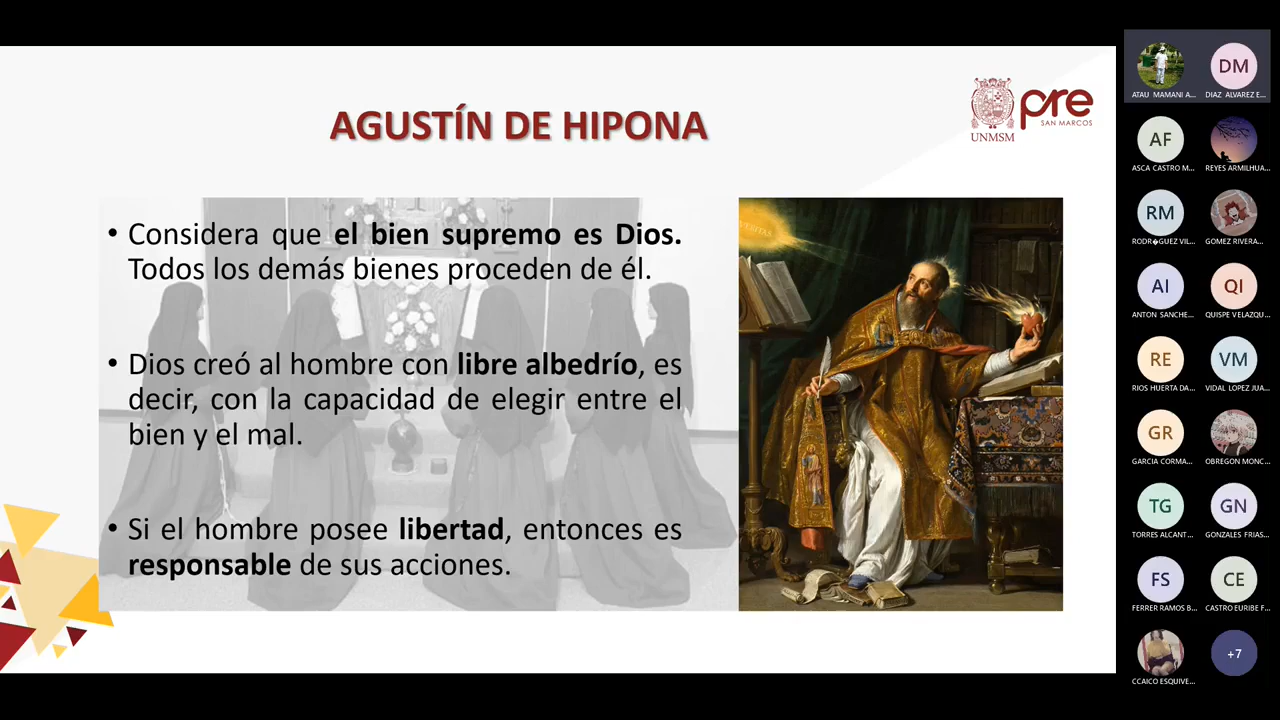 AGUSTÍN DE HIPONA
UNMSM
pre
SAN MARCOS
• Considera que el bien supremo es Dios.
Todos los demás bienes proceden de él.
• Dios creó al hombre con libre albedrío, es
decir, con la capacidad de elegir entre el
bien y el mal.
• Si el hombre posee libertad, entonces es
responsable de sus acciones.
VERITAS
DM
ATAU MAMANI A...
DIAZ ALVAREZ E...
AF
ASCA CASTRO M...
REYES ARMILHUA...
RM
RODR�GUEZ VIL...
GOMEZ RIVERA...
AI
QI
ANTON SANCHE...
QUISPE VELAZQU...
RE
VM
RIOS HUERTA DA...
VIDAL LOPEZ JUA...
GR
GARCIA CORMA...
OBREGON MONC...
TG
GN
TORRES ALCANT...
GONZALES FRIAS...
FS
CE
FERRER RAMOS B...
CASTRO EURIBE F...
+7
CCAICO ESQUIVE...